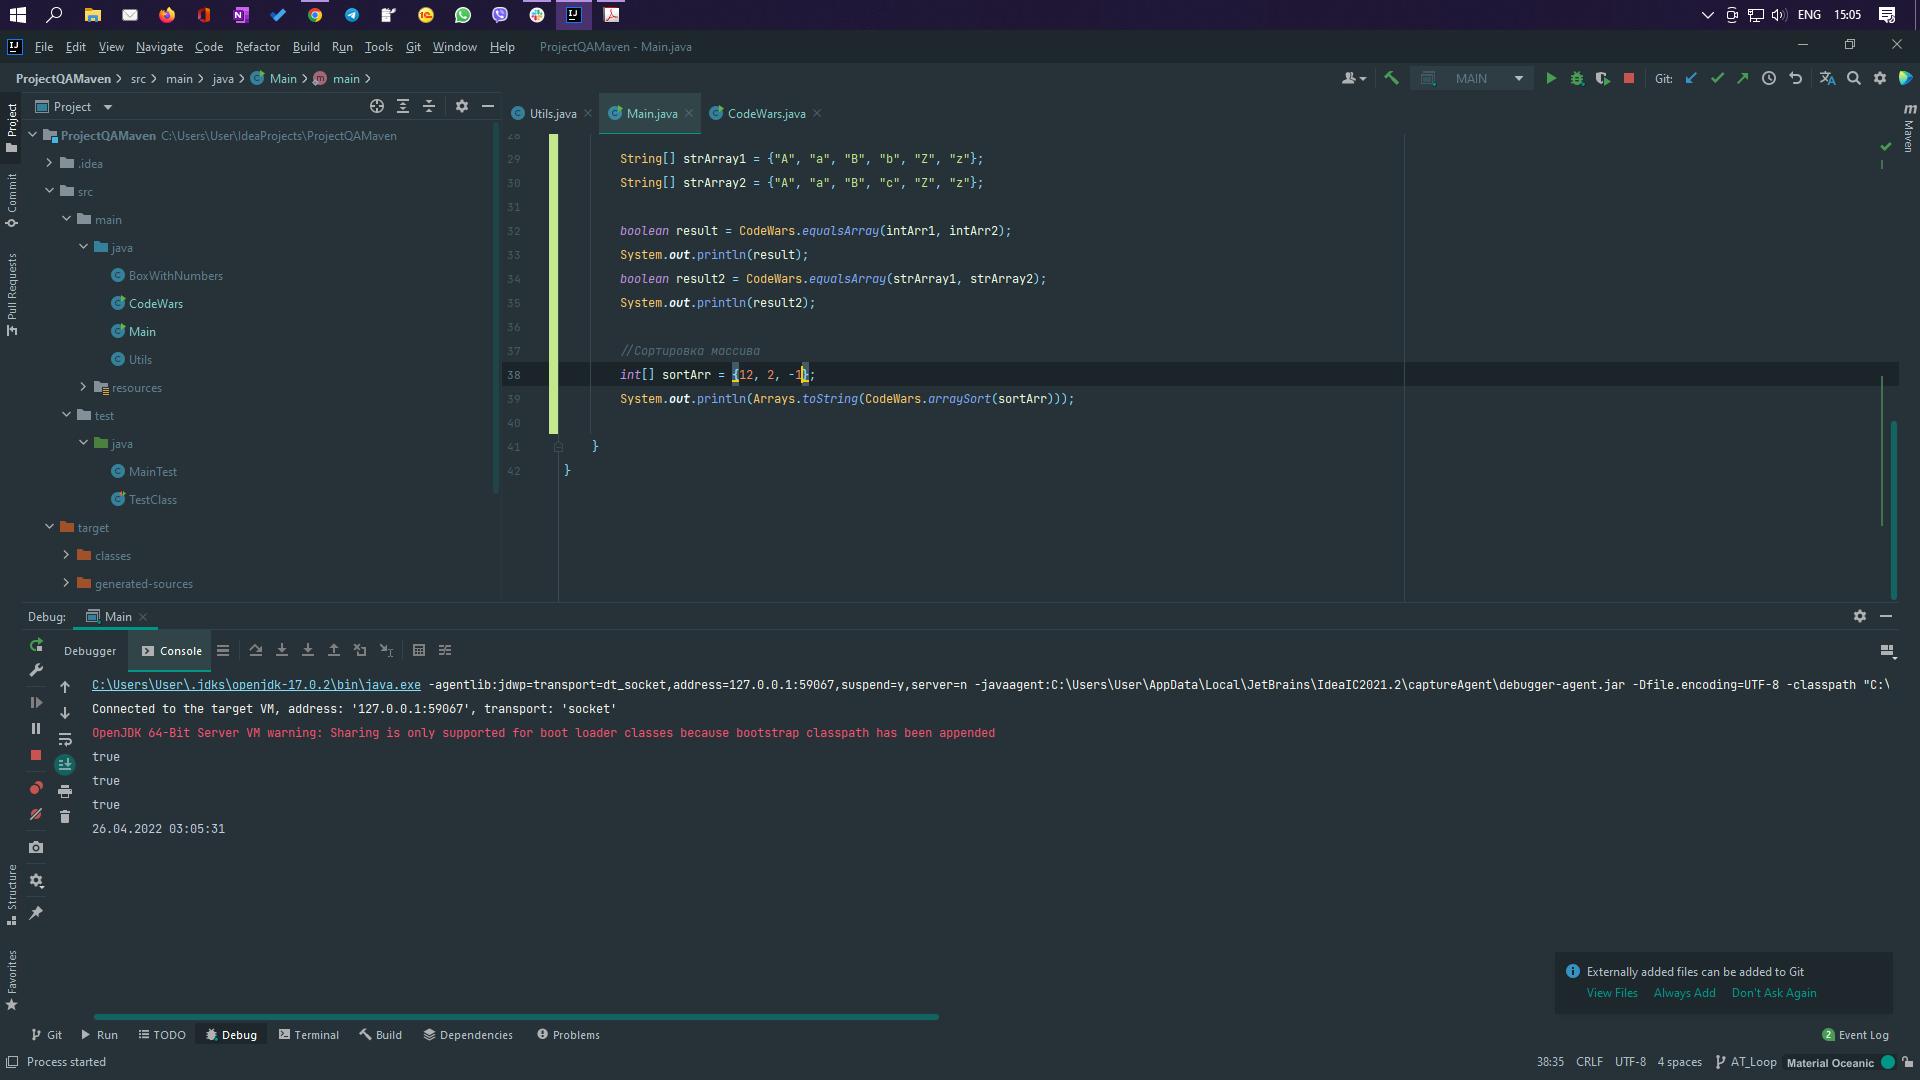 ENG 15:05
File Edit View Navigate Code Refactor Build Run Tools Git Window Help ProjectQAMaven - Main.java
ProjectQAMaven src main java Main main
MAIN Git:
Project
Utils.java Main.java CodeWars.java
Project
Commit
Pull Requests
Structure
Favorites
Maven
ProjectQAMaven C:\Users\User\IdeaProjects\ProjectQAMaven
.idea
src
main
java
BoxWithNumbers
CodeWars
Main
Utils
resources
test
java
MainTest
TestClass
target
classes
generated-sources
28
29 String[] strArray1 = {"A", "a", "B", "b", "Z", "z"};
30 String[] strArray2 = {"A", "a", "B", "c", "Z", "z"};
31
32 boolean result = CodeWars.equalsArray(intArr1, intArr2);
33 System.out.println(result);
34 boolean result2 = CodeWars.equalsArray(strArray1, strArray2);
35 System.out.println(result2);
36
37 //Сортировка массива
38 int[] sortArr = {12, 2, -1};
39 System.out.println(Arrays.toString(CodeWars.arraySort(sortArr)));
40
41 }
42 }
Debug: Main
Debugger Console
C:\Users\User\.jdks\openjdk-17.0.2\bin\java.exe -agentlib:jdwp=transport=dt_socket,address=127.0.0.1:59067,suspend=y,server=n -javaagent:C:\Users\User\AppData\Local\JetBrains\IdeaIC2021.2\captureAgent\debugger-agent.jar -Dfile.encoding=UTF-8 -classpath "C:\
Connected to the target VM, address: '127.0.0.1:59067', transport: 'socket'
OpenJDK 64-Bit Server VM warning: Sharing is only supported for boot loader classes because bootstrap classpath has been appended
true
true
true
26.04.2022 03:05:31
Externally added files can be added to Git
View Files Always Add Don't Ask Again
Git Run TODO Debug Terminal Build Dependencies Problems 2 Event Log
Process started 38:35 CRLF UTF-8 4 spaces AT_Loop Material Oceanic